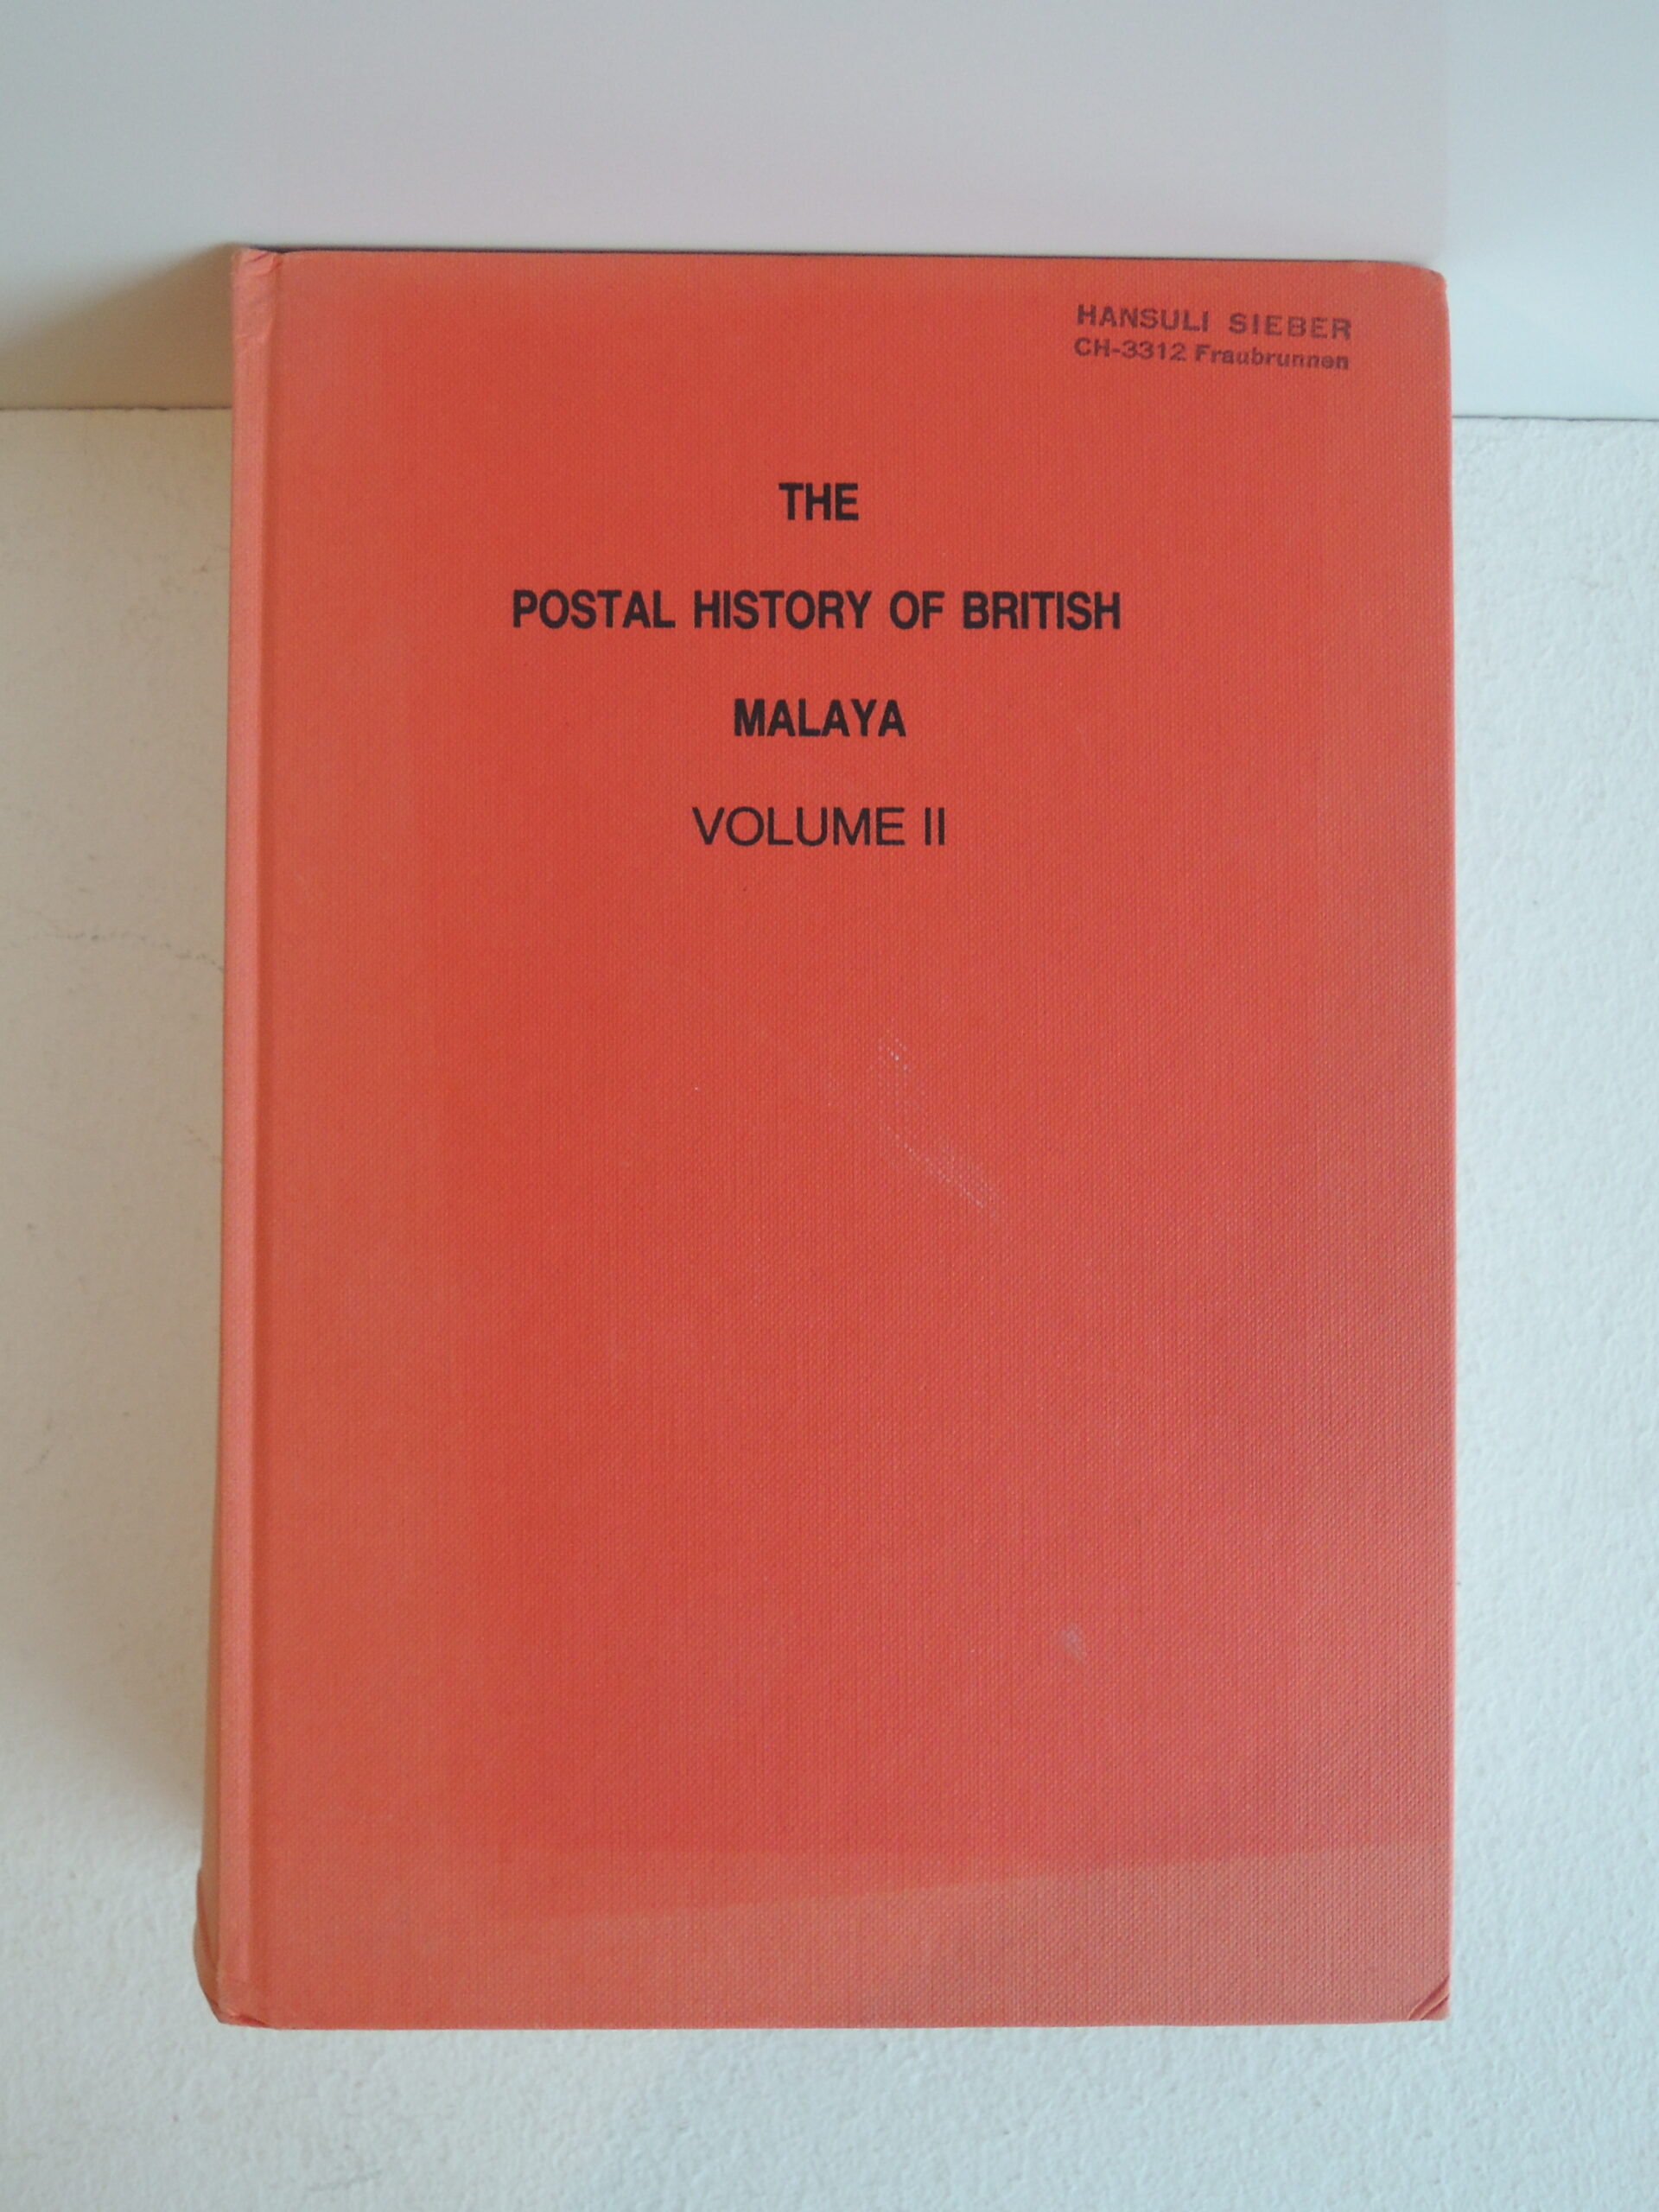 HANSULI SIEBER
CH-3312 Fraubrunnen
THE
POSTAL HISTORY OF BRITISH
MALAYA
VOLUME II